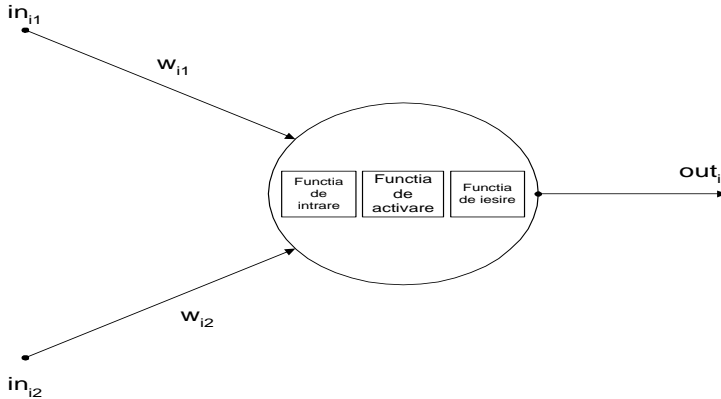 in_i1
w_i1
Functia
de
intrare
Functia
de
activare
Functia
de iesire
out_i
w_i2
in_i2